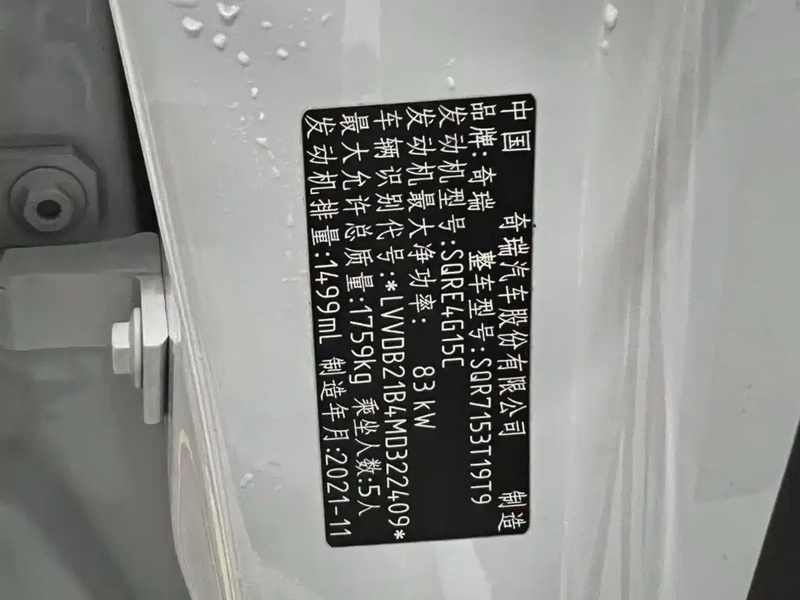 中国 奇瑞汽车股份有限公司 制造
品牌:奇瑞 整车型号:SQR7153T19T9
发动机型号:SQRE4G15C
发动机最大净功率: 83kW
车辆识别代号:*LVVDB21B4MD322409*
最大允许总质量:1759kg 乘坐人数:5人
发动机排量:1499mL 制造年月:2021-11